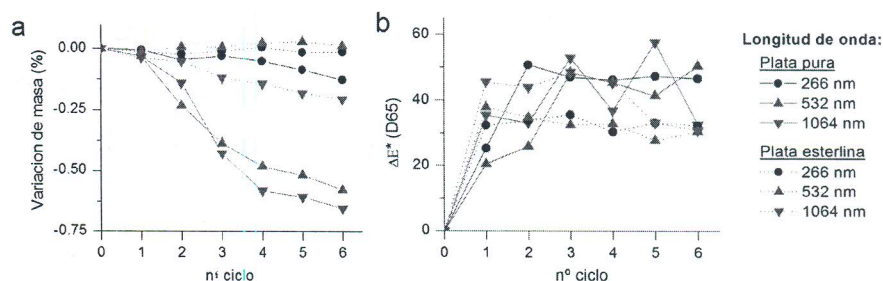 a
0.00
-0.25
-0.50
-0.75
Variacion de masa (%)
0 1 2 3 4 5 6
nº ciclo
b
60
40
20
0
ΔE* (D65)
0 1 2 3 4 5 6
nº ciclo
Longitud de onda:
Plata pura
266 nm
532 nm
1064 nm
Plata esterlina
266 nm
532 nm
1064 nm